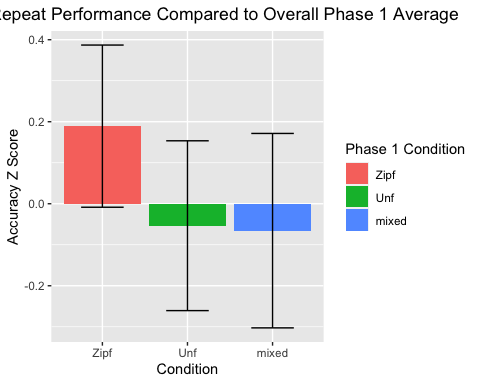 Repeat Performance Compared to Overall Phase 1 Average
0.4
0.2
0.0
-0.2
Accuracy Z Score
Zipf
Unf
mixed
Condition
Phase 1 Condition
Zipf
Unf
mixed